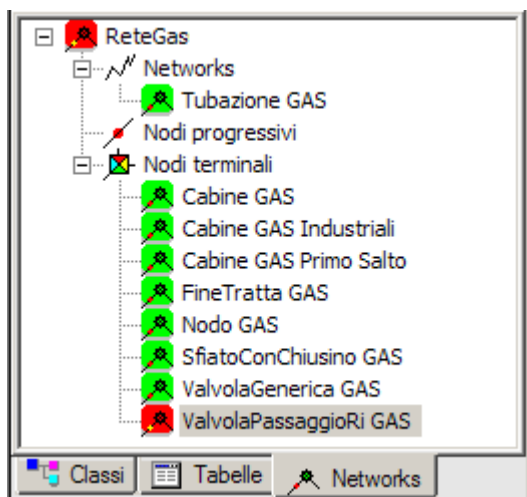 ReteGas
Networks
Tubazione GAS
Nodi progressivi
Nodi terminali
Cabine GAS
Cabine GAS Industriali
Cabine GAS Primo Salto
FineTratta GAS
Nodo GAS
SfiatoConChiusino GAS
ValvolaGenerica GAS
ValvolaPassaggioRi GAS
Classi Tabelle Networks